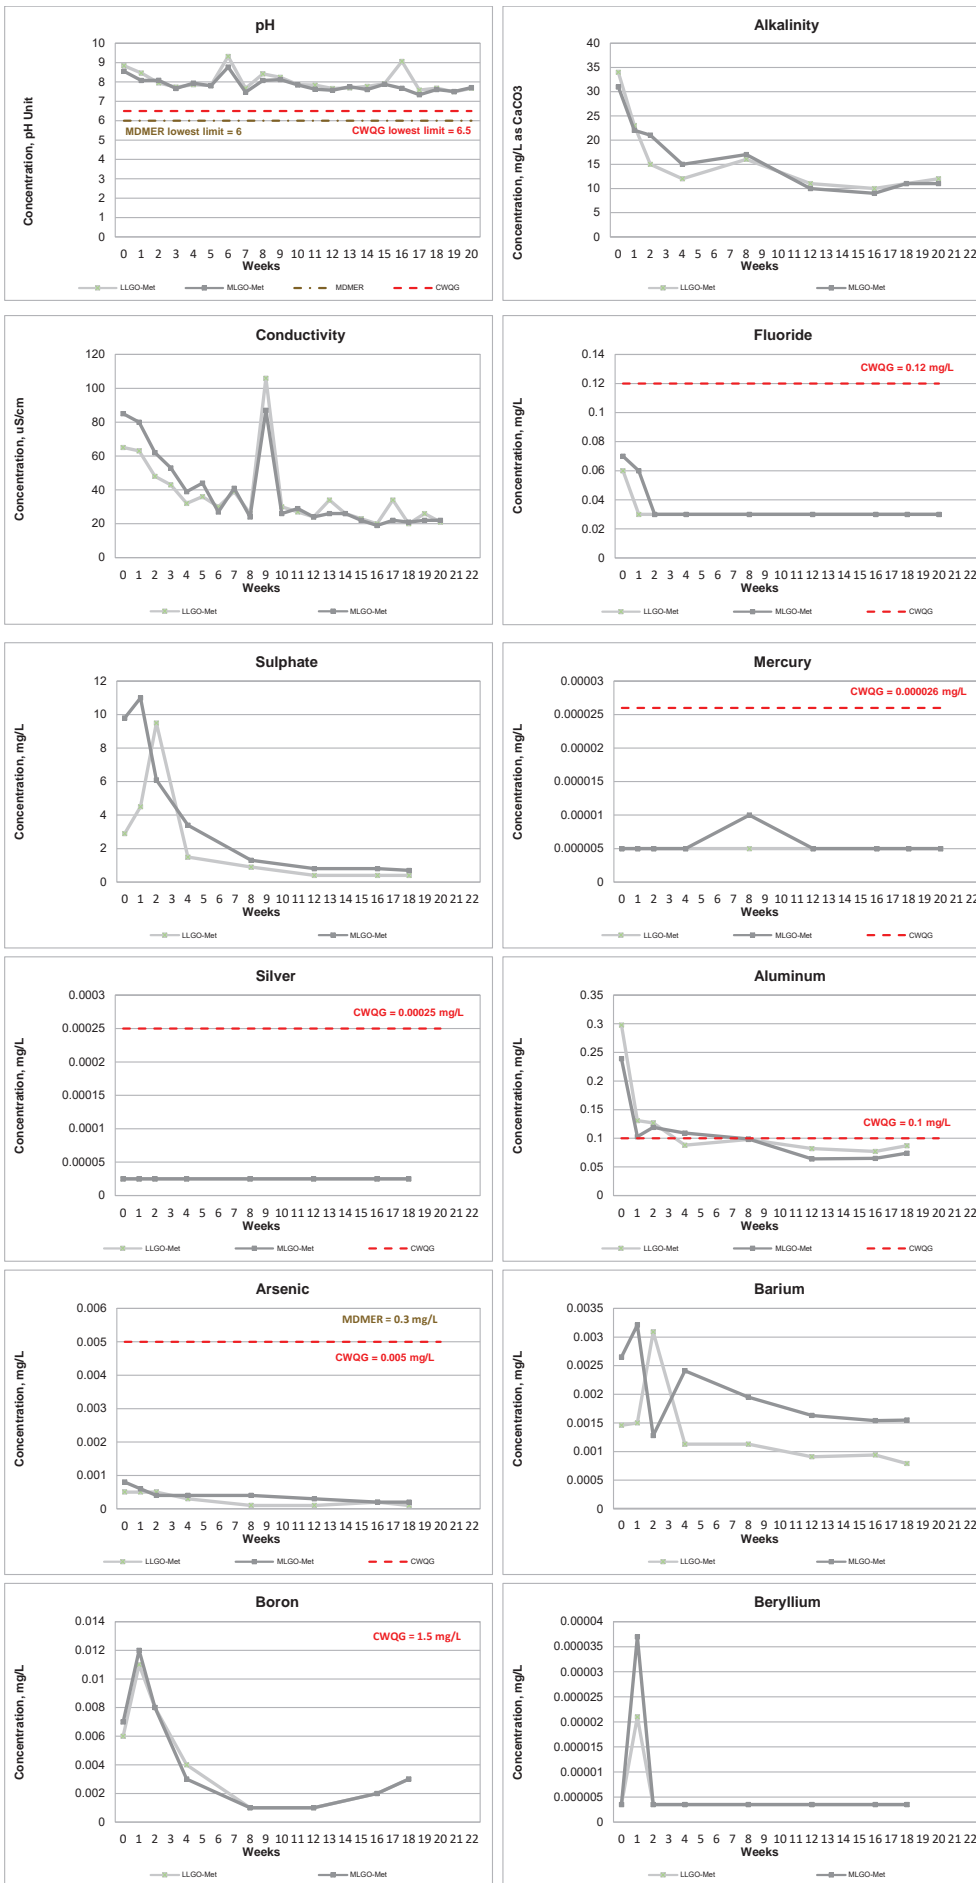 pH
Concentration, pH Unit
10
9
8
7
6
5
4
3
2
1
0
MDMER lowest limit = 6
CWQG lowest limit = 6.5
0 1 2 3 4 5 6 7 8 9 10 11 12 13 14 15 16 17 18 19 20
Weeks
LLGO-Met MLGO-Met MDMER CWQG
Alkalinity
Concentration, mg/L as CaCO3
40
35
30
25
20
15
10
5
0
0 1 2 3 4 5 6 7 8 9 10 11 12 13 14 15 16 17 18 19 20 21 22
Weeks
LLGO-Met MLGO-Met
Conductivity
Concentration, uS/cm
120
100
80
60
40
20
0
0 1 2 3 4 5 6 7 8 9 10 11 12 13 14 15 16 17 18 19 20 21 22
Weeks
LLGO-Met MLGO-Met
Fluoride
Concentration, mg/L
0.14
0.12
0.1
0.08
0.06
0.04
0.02
0
CWQG = 0.12 mg/L
0 1 2 3 4 5 6 7 8 9 10 11 12 13 14 15 16 17 18 19 20 21 22
Weeks
LLGO-Met MLGO-Met CWQG
Sulphate
Concentration, mg/L
12
10
8
6
4
2
0
0 1 2 3 4 5 6 7 8 9 10 11 12 13 14 15 16 17 18 19 20 21 22
Weeks
LLGO-Met MLGO-Met
Mercury
Concentration, mg/L
0.00003
0.000025
0.00002
0.000015
0.00001
0.000005
0
CWQG = 0.000026 mg/L
0 1 2 3 4 5 6 7 8 9 10 11 12 13 14 15 16 17 18 19 20 21 22
Weeks
LLGO-Met MLGO-Met CWQG
Silver
Concentration, mg/L
0.0003
0.00025
0.0002
0.00015
0.0001
0.00005
0
CWQG = 0.00025 mg/L
0 1 2 3 4 5 6 7 8 9 10 11 12 13 14 15 16 17 18 19 20 21 22
Weeks
LLGO-Met MLGO-Met CWQG
Aluminum
Concentration, mg/L
0.35
0.3
0.25
0.2
0.15
0.1
0.05
0
CWQG = 0.1 mg/L
0 1 2 3 4 5 6 7 8 9 10 11 12 13 14 15 16 17 18 19 20 21 22
Weeks
LLGO-Met MLGO-Met CWQG
Arsenic
Concentration, mg/L
0.006
0.005
0.004
0.003
0.002
0.001
0
MDMER = 0.3 mg/L
CWQG = 0.005 mg/L
0 1 2 3 4 5 6 7 8 9 10 11 12 13 14 15 16 17 18 19 20 21 22
Weeks
LLGO-Met MLGO-Met CWQG
Barium
Concentration, mg/L
0.0035
0.003
0.0025
0.002
0.0015
0.001
0.0005
0
0 1 2 3 4 5 6 7 8 9 10 11 12 13 14 15 16 17 18 19 20 21 22
Weeks
LLGO-Met MLGO-Met
Boron
Concentration, mg/L
0.014
0.012
0.01
0.008
0.006
0.004
0.002
0
CWQG = 1.5 mg/L
0 1 2 3 4 5 6 7 8 9 10 11 12 13 14 15 16 17 18 19 20 21 22
Weeks
LLGO-Met MLGO-Met
Beryllium
Concentration, mg/L
0.00004
0.000035
0.00003
0.000025
0.00002
0.000015
0.00001
0.000005
0
0 1 2 3 4 5 6 7 8 9 10 11 12 13 14 15 16 17 18 19 20 21 22
Weeks
LLGO-Met MLGO-Met